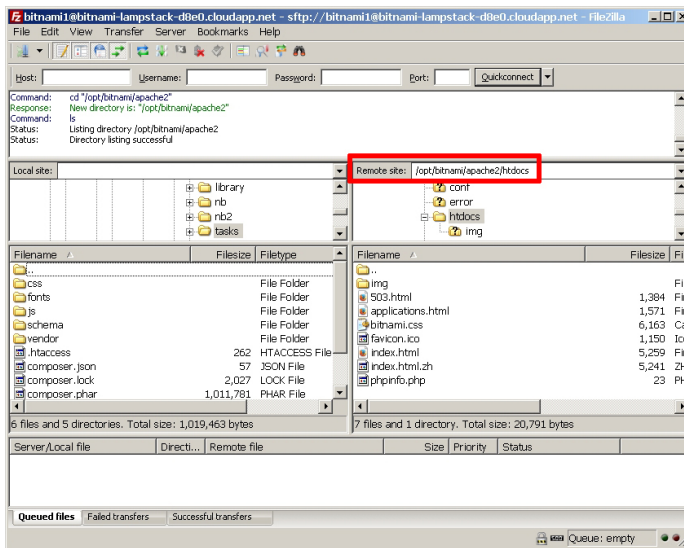 bitnami1@bitnami-lampstack-d8e0.cloudapp.net - sftp://bitnami1@bitnami-lampstack-d8e0.cloudapp.net - FileZilla
File Edit View Transfer Server Bookmarks Help
Host: Username: Password: Port: Quickconnect
Command: cd "/opt/bitnami/apache2"
Response: New directory is: "/opt/bitnami/apache2"
Command: ls
Status: Listing directory /opt/bitnami/apache2
Status: Directory listing successful
Local site: Remote site: /opt/bitnami/apache2/htdocs
library
nb
nb2
tasks
conf
error
htdocs
img
Filename Filesize Filetype
..
css File Folder
fonts File Folder
js File Folder
schema File Folder
vendor File Folder
.htaccess 262 HTACCESS File
composer.json 57 JSON File
composer.lock 2,027 LOCK File
composer.phar 1,011,781 PHAR File
6 files and 5 directories. Total size: 1,019,463 bytes
Filename Filesize Fi
..
img Fi
503.html 1,384 Fi
applications.html 1,571 Fi
bitnami.css 6,163 Ca
favicon.ico 1,150 Ico
index.html 5,259 Fi
index.html.zh 5,241 ZH
phpinfo.php 23 PH
7 files and 1 directory. Total size: 20,791 bytes
Server/Local file Directi... Remote file Size Priority Status
Queued files Failed transfers Successful transfers
Queue: empty